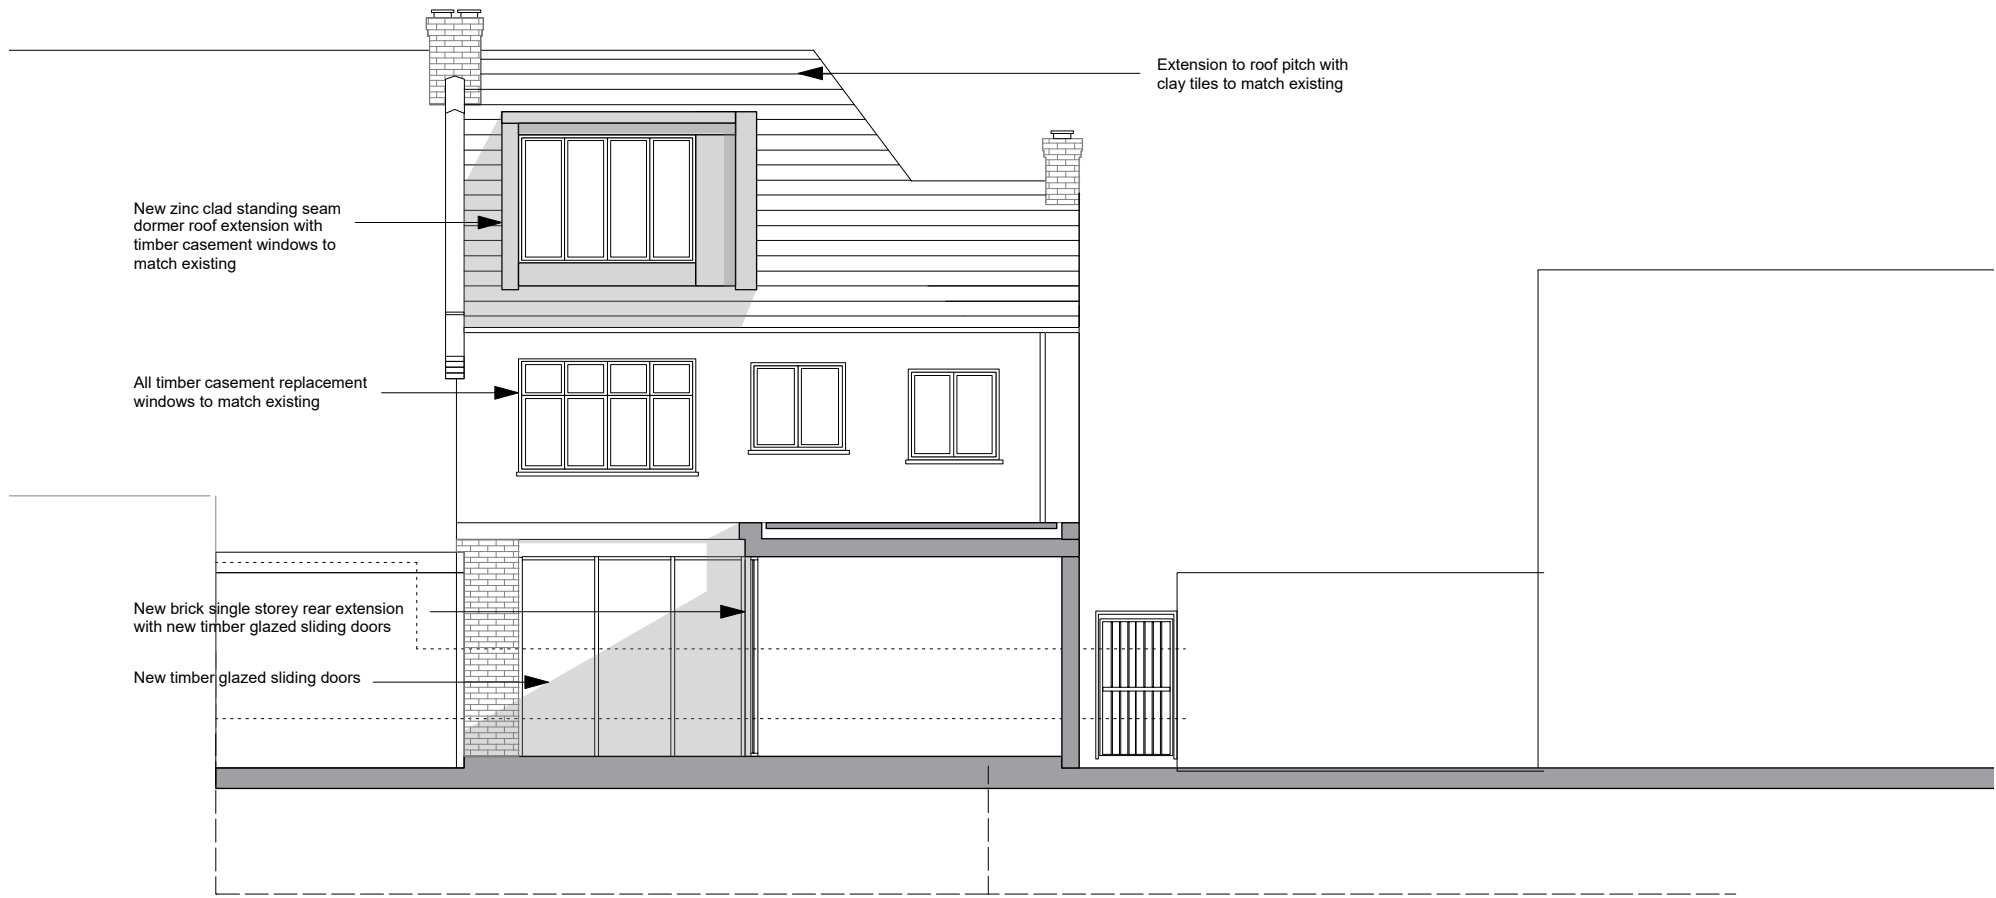 Extension to roof pitch with
clay tiles to match existing
New zinc clad standing seam
dormer roof extension with
timber casement windows to
match existing
All timber casement replacement
windows to match existing
New brick single storey rear extension
with new timber glazed sliding doors
New timber glazed sliding doors